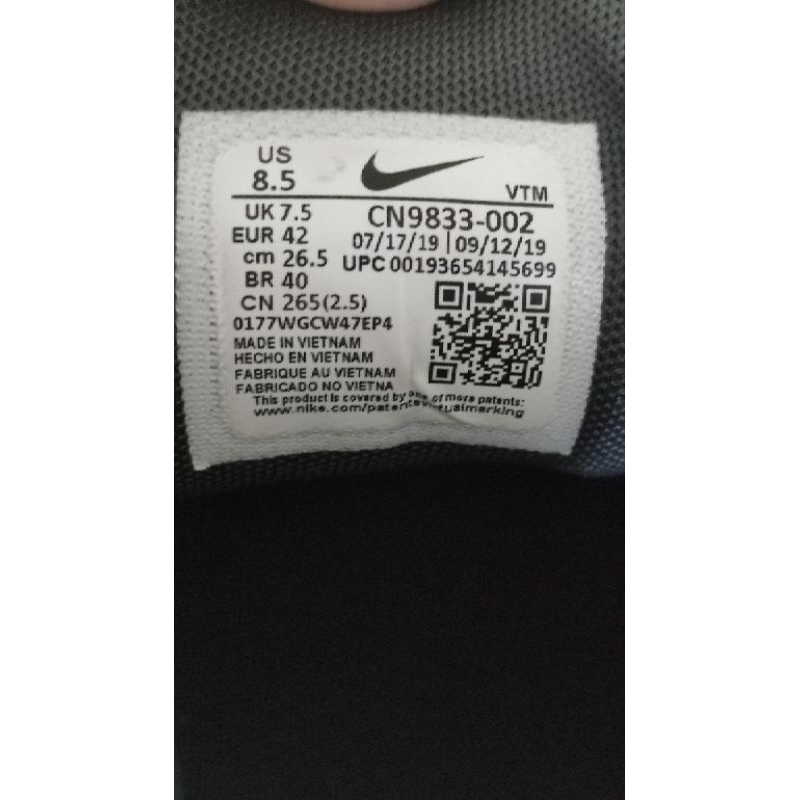 US
8.5
VTM
UK 7.5
CN9833-002
EUR 42
07/17/19 | 09/12/19
cm 26.5
UPC 00193654145699
BR 40
CN 265(2.5)
0177WGCW47EP4
MADE IN VIETNAM
HECHO EN VIETNAM
FABRIQUE AU VIETNAM
FABRICADO NO VIETNA
This product is covered by one of more patents:
www.nike.com/patents